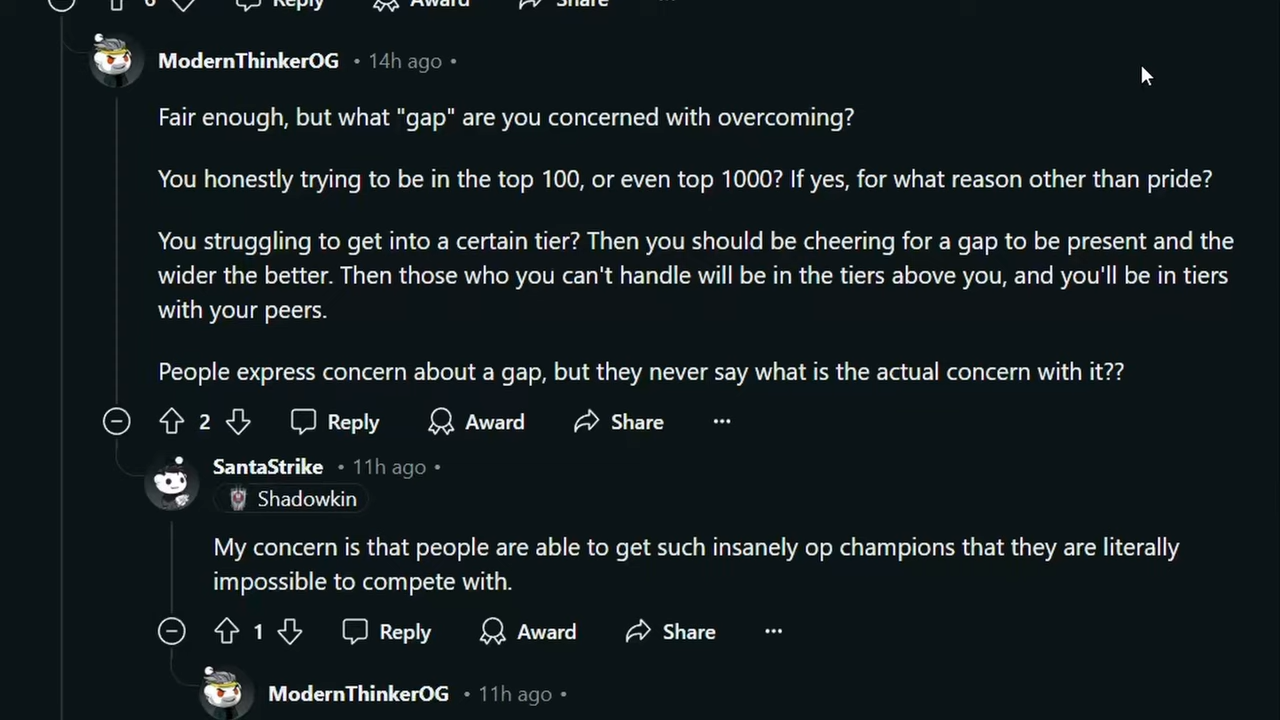 6 Reply Award Share ...
ModernThinkerOG • 14h ago •
Fair enough, but what "gap" are you concerned with overcoming?
You honestly trying to be in the top 100, or even top 1000? If yes, for what reason other than pride?
You struggling to get into a certain tier? Then you should be cheering for a gap to be present and the
wider the better. Then those who you can't handle will be in the tiers above you, and you'll be in tiers
with your peers.
People express concern about a gap, but they never say what is the actual concern with it??
2 Reply Award Share ...
SantaStrike • 11h ago •
Shadowkin
My concern is that people are able to get such insanely op champions that they are literally
impossible to compete with.
1 Reply Award Share ...
ModernThinkerOG • 11h ago •